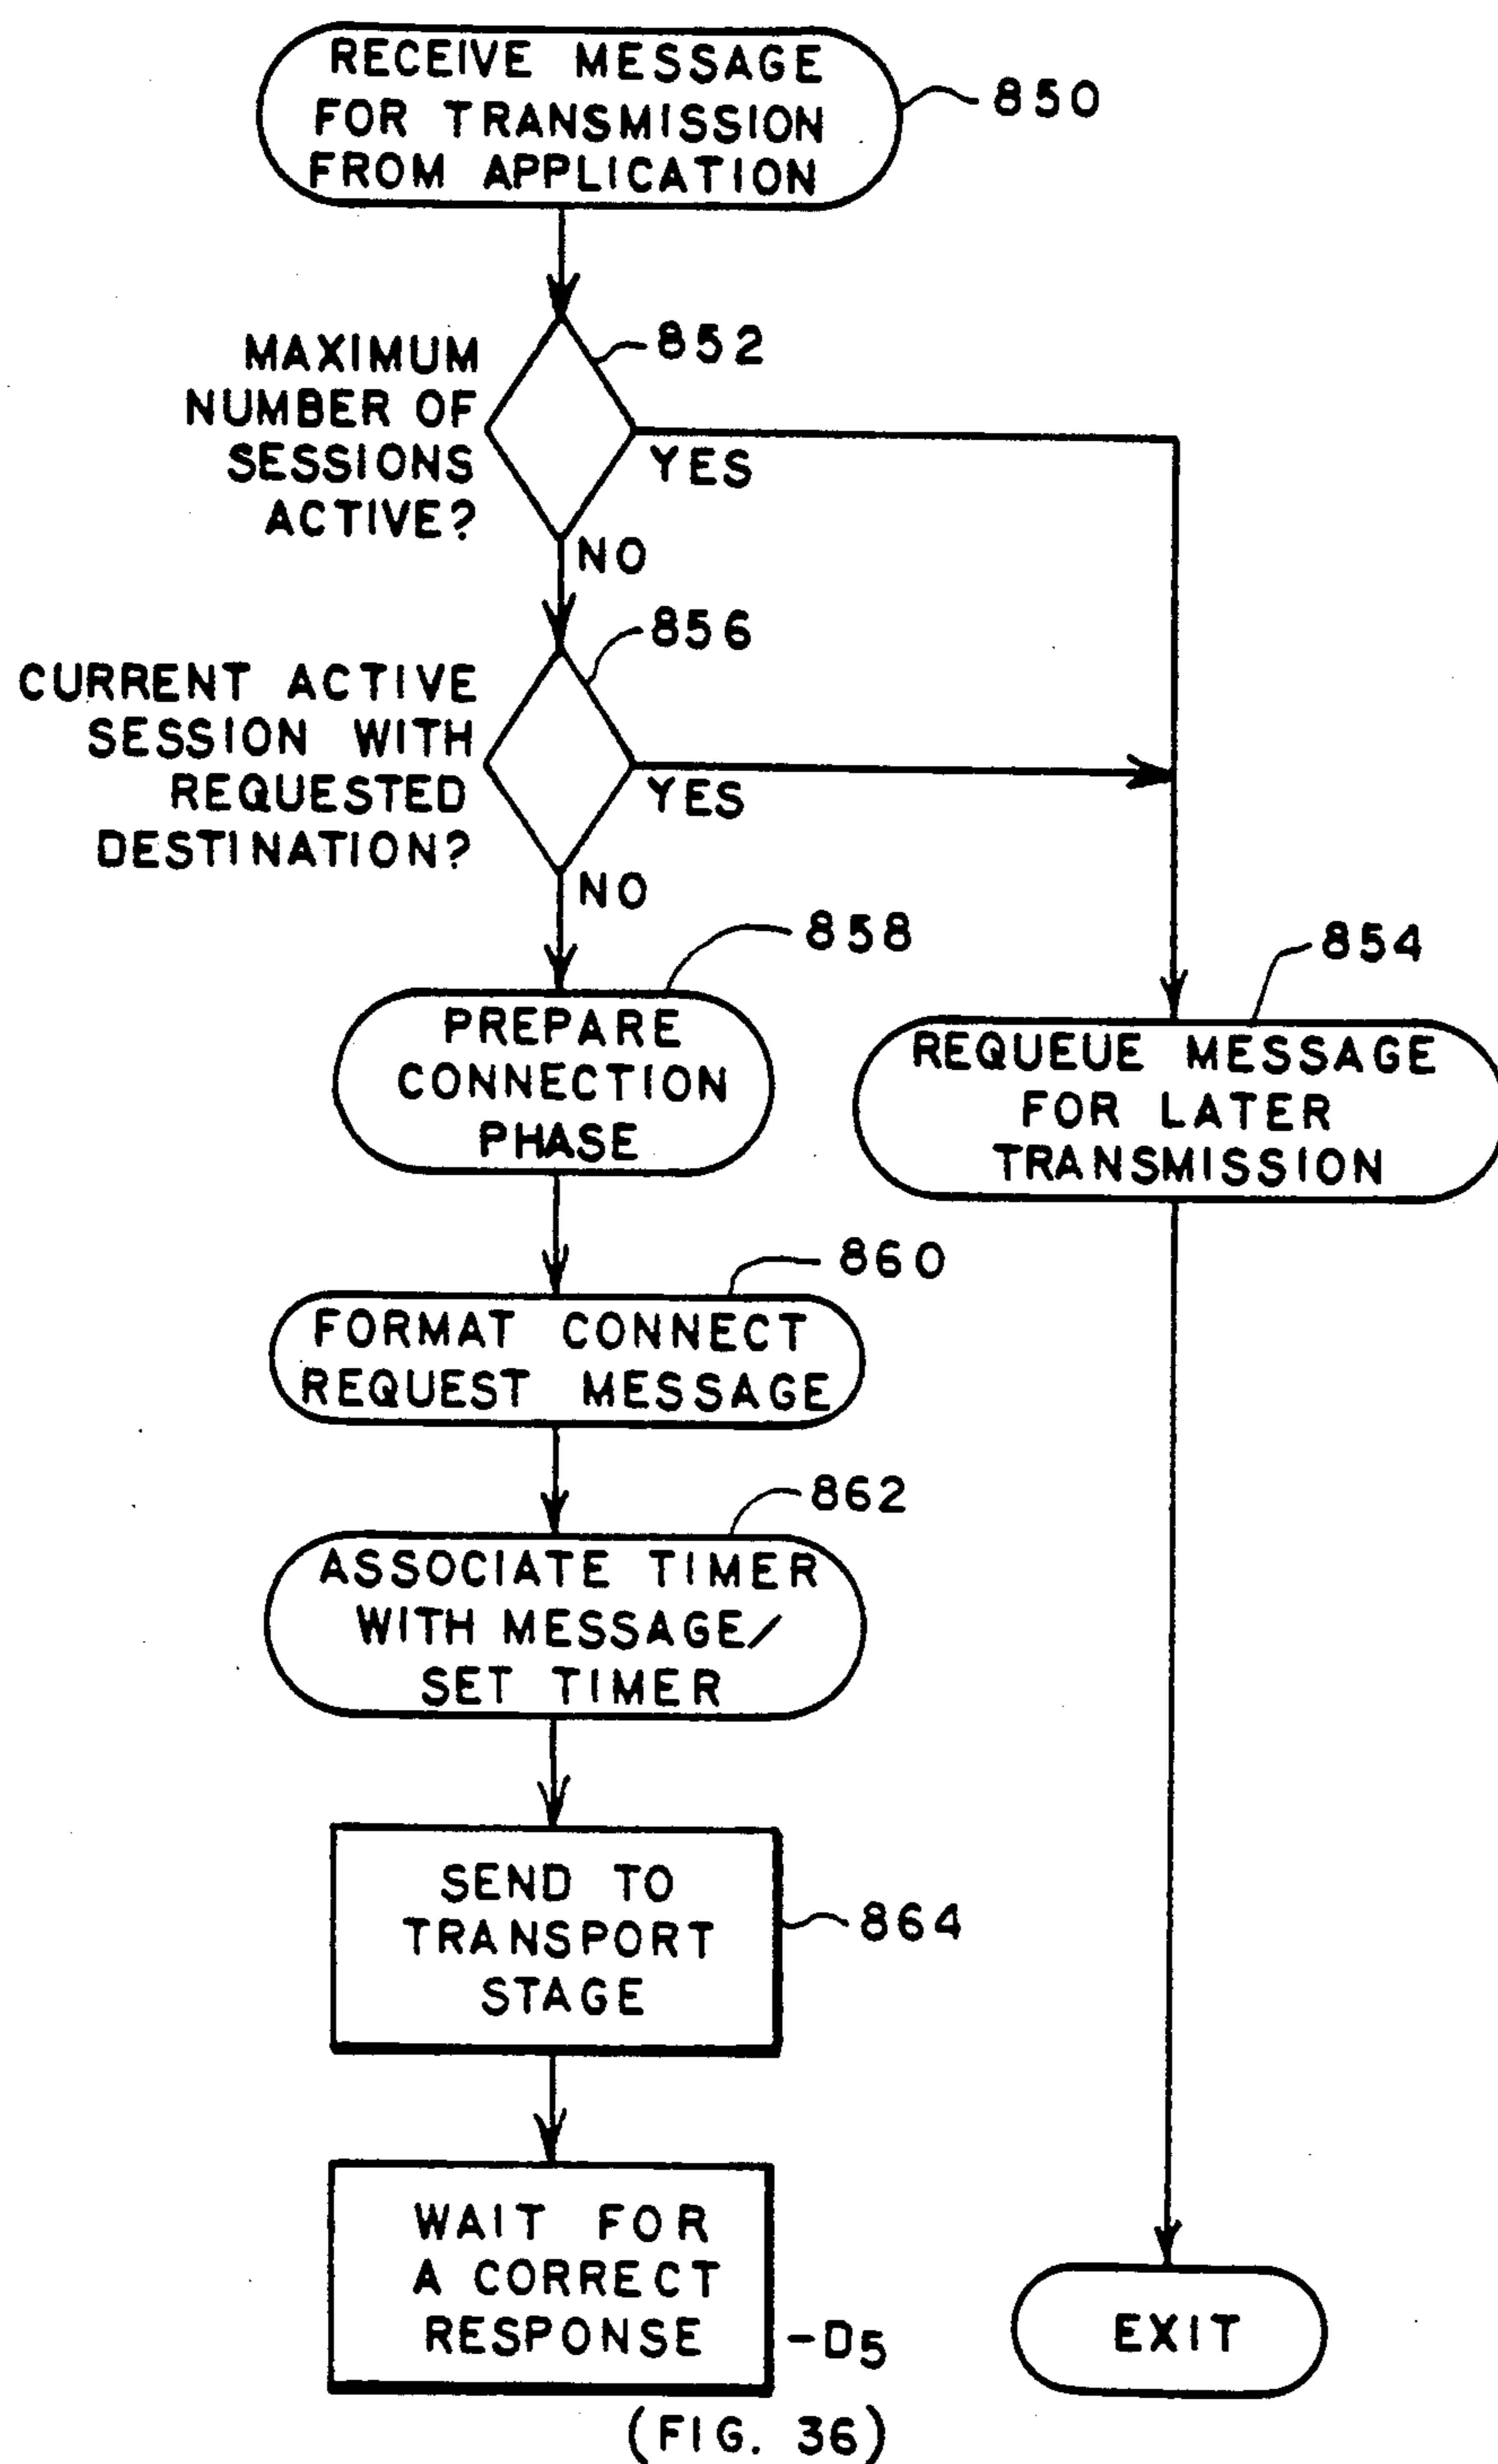 RECEIVE MESSAGE
FOR TRANSMISSION
FROM APPLICATION
850
MAXIMUM
NUMBER OF
SESSIONS
ACTIVE?
852
YES
NO
856
CURRENT ACTIVE
SESSION WITH
REQUESTED
DESTINATION?
YES
NO
858
PREPARE
CONNECTION
PHASE
854
REQUEUE MESSAGE
FOR LATER
TRANSMISSION
860
FORMAT CONNECT
REQUEST MESSAGE
862
ASSOCIATE TIMER
WITH MESSAGE/
SET TIMER
SEND TO
TRANSPORT
STAGE
864
WAIT FOR
A CORRECT
RESPONSE
-D5
EXIT
(FIG. 36)